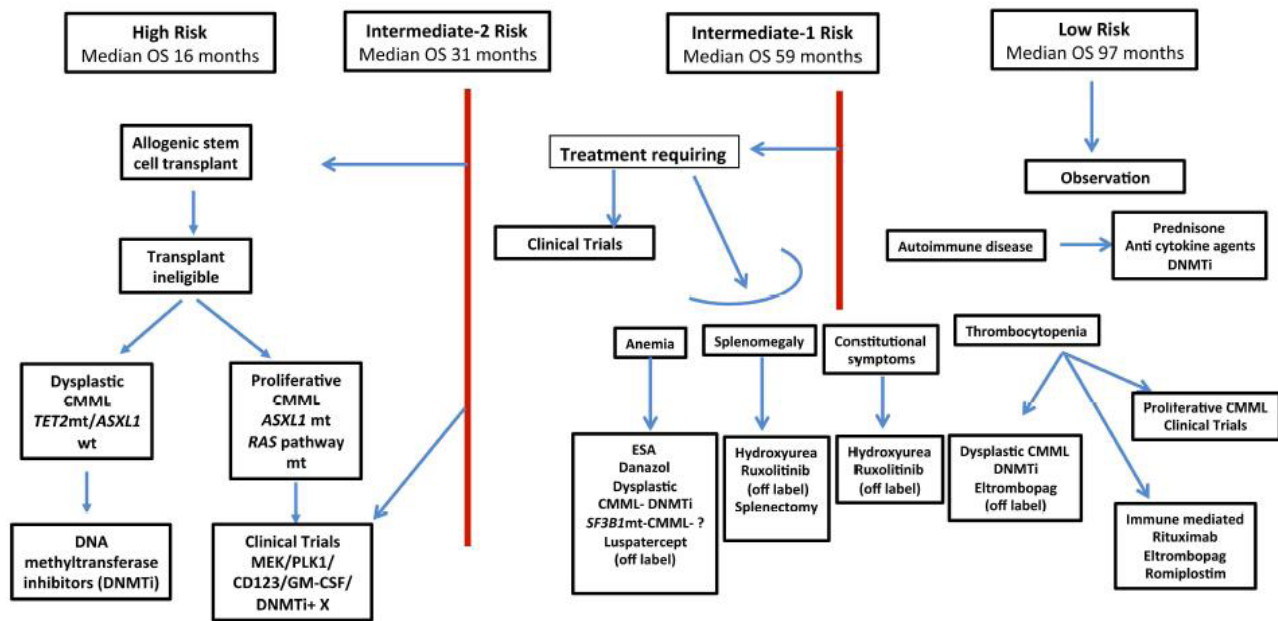 High Risk
Median OS 16 months
Intermediate-2 Risk
Median OS 31 months
Intermediate-1 Risk
Median OS 59 months
Low Risk
Median OS 97 months
Allogenic stem
cell transplant
Transplant
ineligible
Dysplastic
CMML
TET2mt/ASXL1
wt
Proliferative
CMML
ASXL1 mt
RAS pathway
mt
DNA
methyltransferase
inhibitors (DNMTi)
Clinical Trials
MEK/PLK1/
CD123/GM-CSF/
DNMTi+ X
Treatment requiring
Clinical Trials
Observation
Autoimmune disease
Prednisone
Anti cytokine agents
DNMTi
Anemia
Splenomegaly
Constitutional
symptoms
Thrombocytopenia
ESA
Danazol
Dysplastic
CMML- DNMTi
SF3B1mt-CMML- ?
Luspatercept
(off label)
Hydroxyurea
Ruxolitinib
(off label)
Splenectomy
Hydroxyurea
Ruxolitinib
(off label)
Dysplastic CMML
DNMTi
Eltrombopag
(off label)
Proliferative CMML
Clinical Trials
Immune mediated
Rituximab
Eltrombopag
Romiplostim